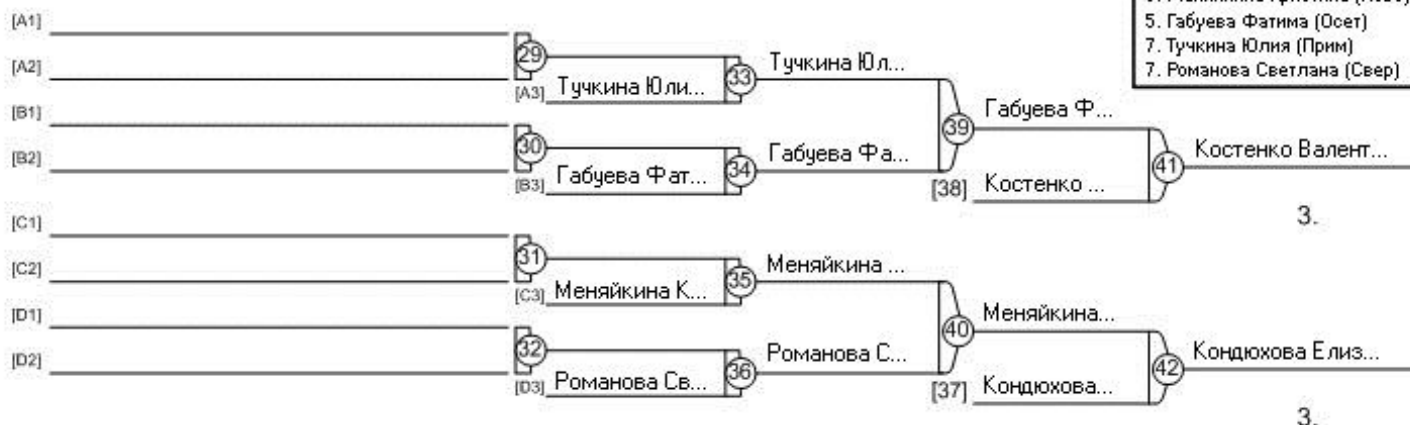 5. Габуева Фатима (Осет)
7. Тучкина Юлия (Прим)
7. Романова Светлана (Свер)
[A1]
[A2]
29
[A3] Тучкина Юли...
33
Тучкина Юл...
[B1]
[B2]
30
[B3] Габуева Фат...
34
Габуева Фа...
39
Габуева Ф...
[38] Костенко ...
41
Костенко Валент...
3.
[C1]
[C2]
31
[C3] Меняйкина К...
35
Меняйкина ...
[D1]
[D2]
32
[D3] Романова Св...
36
Романова С...
40
Меняйкина...
[37] Кондюхова...
42
Кондюхова Елиз...
3.